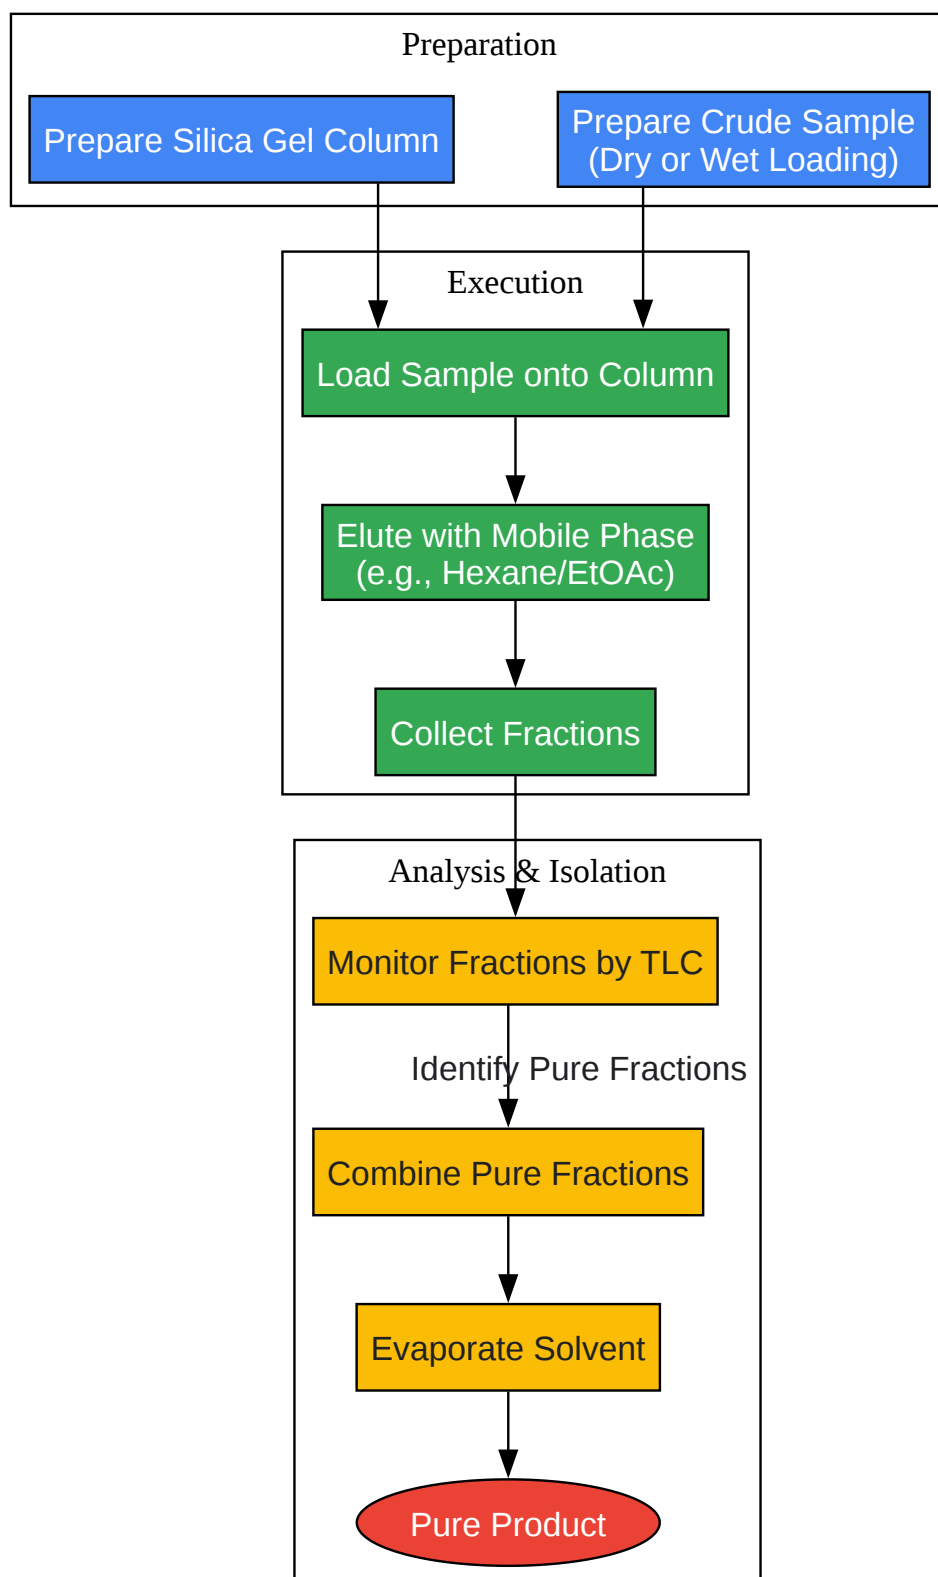 Preparation
Prepare Silica Gel Column
Prepare Crude Sample
(Dry or Wet Loading)
Execution
Load Sample onto Column
Elute with Mobile Phase
(e.g., Hexane/EtOAc)
Collect Fractions
Analysis & Isolation
Monitor Fractions by TLC
Identify Pure Fractions
Combine Pure Fractions
Evaporate Solvent
Pure Product